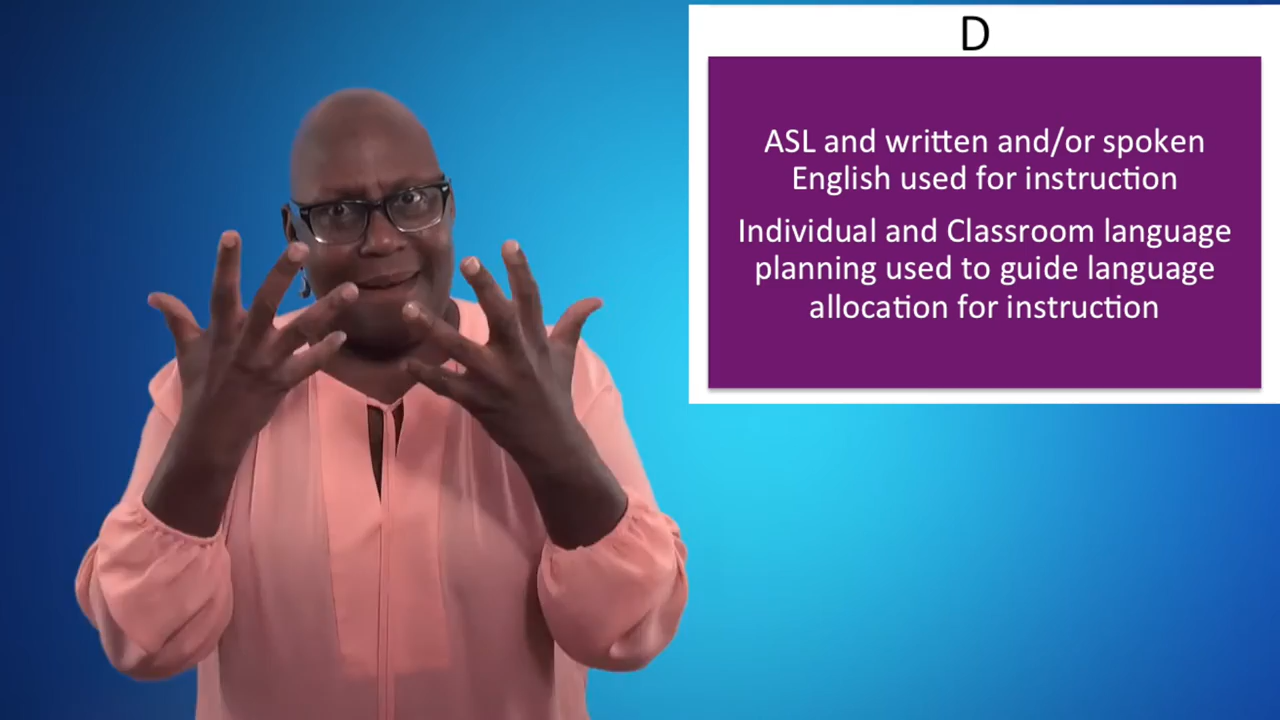 D
ASL and written and/or spoken
English used for instruction
Individual and Classroom language
planning used to guide language
allocation for instruction